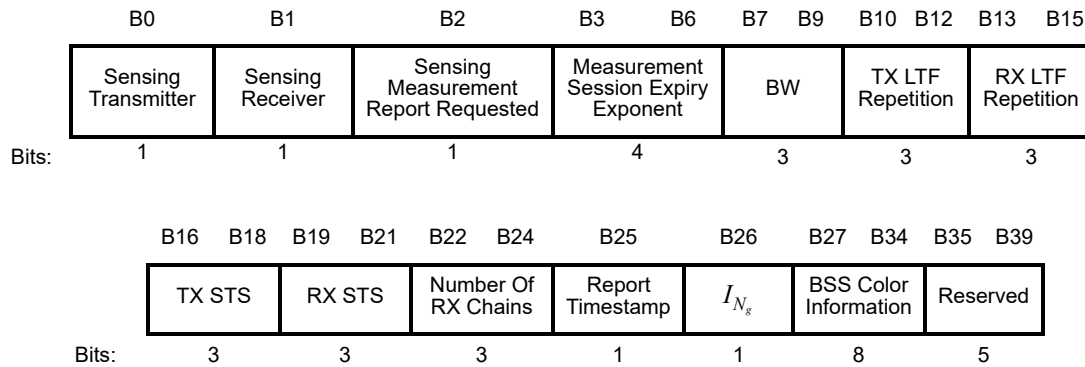 B0 B1 B2 B3 B6 B7 B9 B10 B12 B13 B15
Sensing Transmitter
Sensing Receiver
Sensing Measurement Report Requested
Measurement Session Expiry Exponent
BW
TX LTF Repetition
RX LTF Repetition
Bits: 1 1 1 4 3 3 3
B16 B18 B19 B21 B22 B24 B25 B26 B27 B34 B35 B39
TX STS
RX STS
Number Of RX Chains
Report Timestamp
I_{N_g}
BSS Color Information
Reserved
Bits: 3 3 3 1 1 8 5